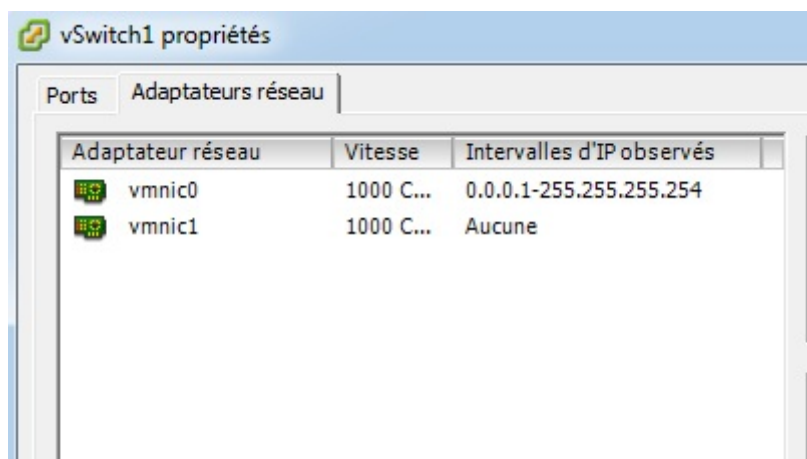 vSwitch1 propriétés
Ports Adaptateurs réseau
Adaptateur réseau Vitesse Intervalles d'IP observés
vmnic0 1000 C... 0.0.0.1-255.255.255.254
vmnic1 1000 C... Aucune